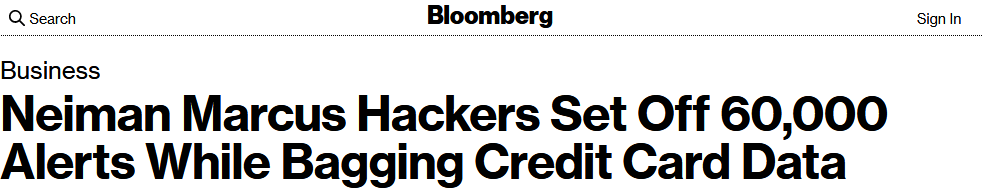 Search Bloomberg Sign In
Business
Neiman Marcus Hackers Set Off 60,000
Alerts While Bagging Credit Card Data